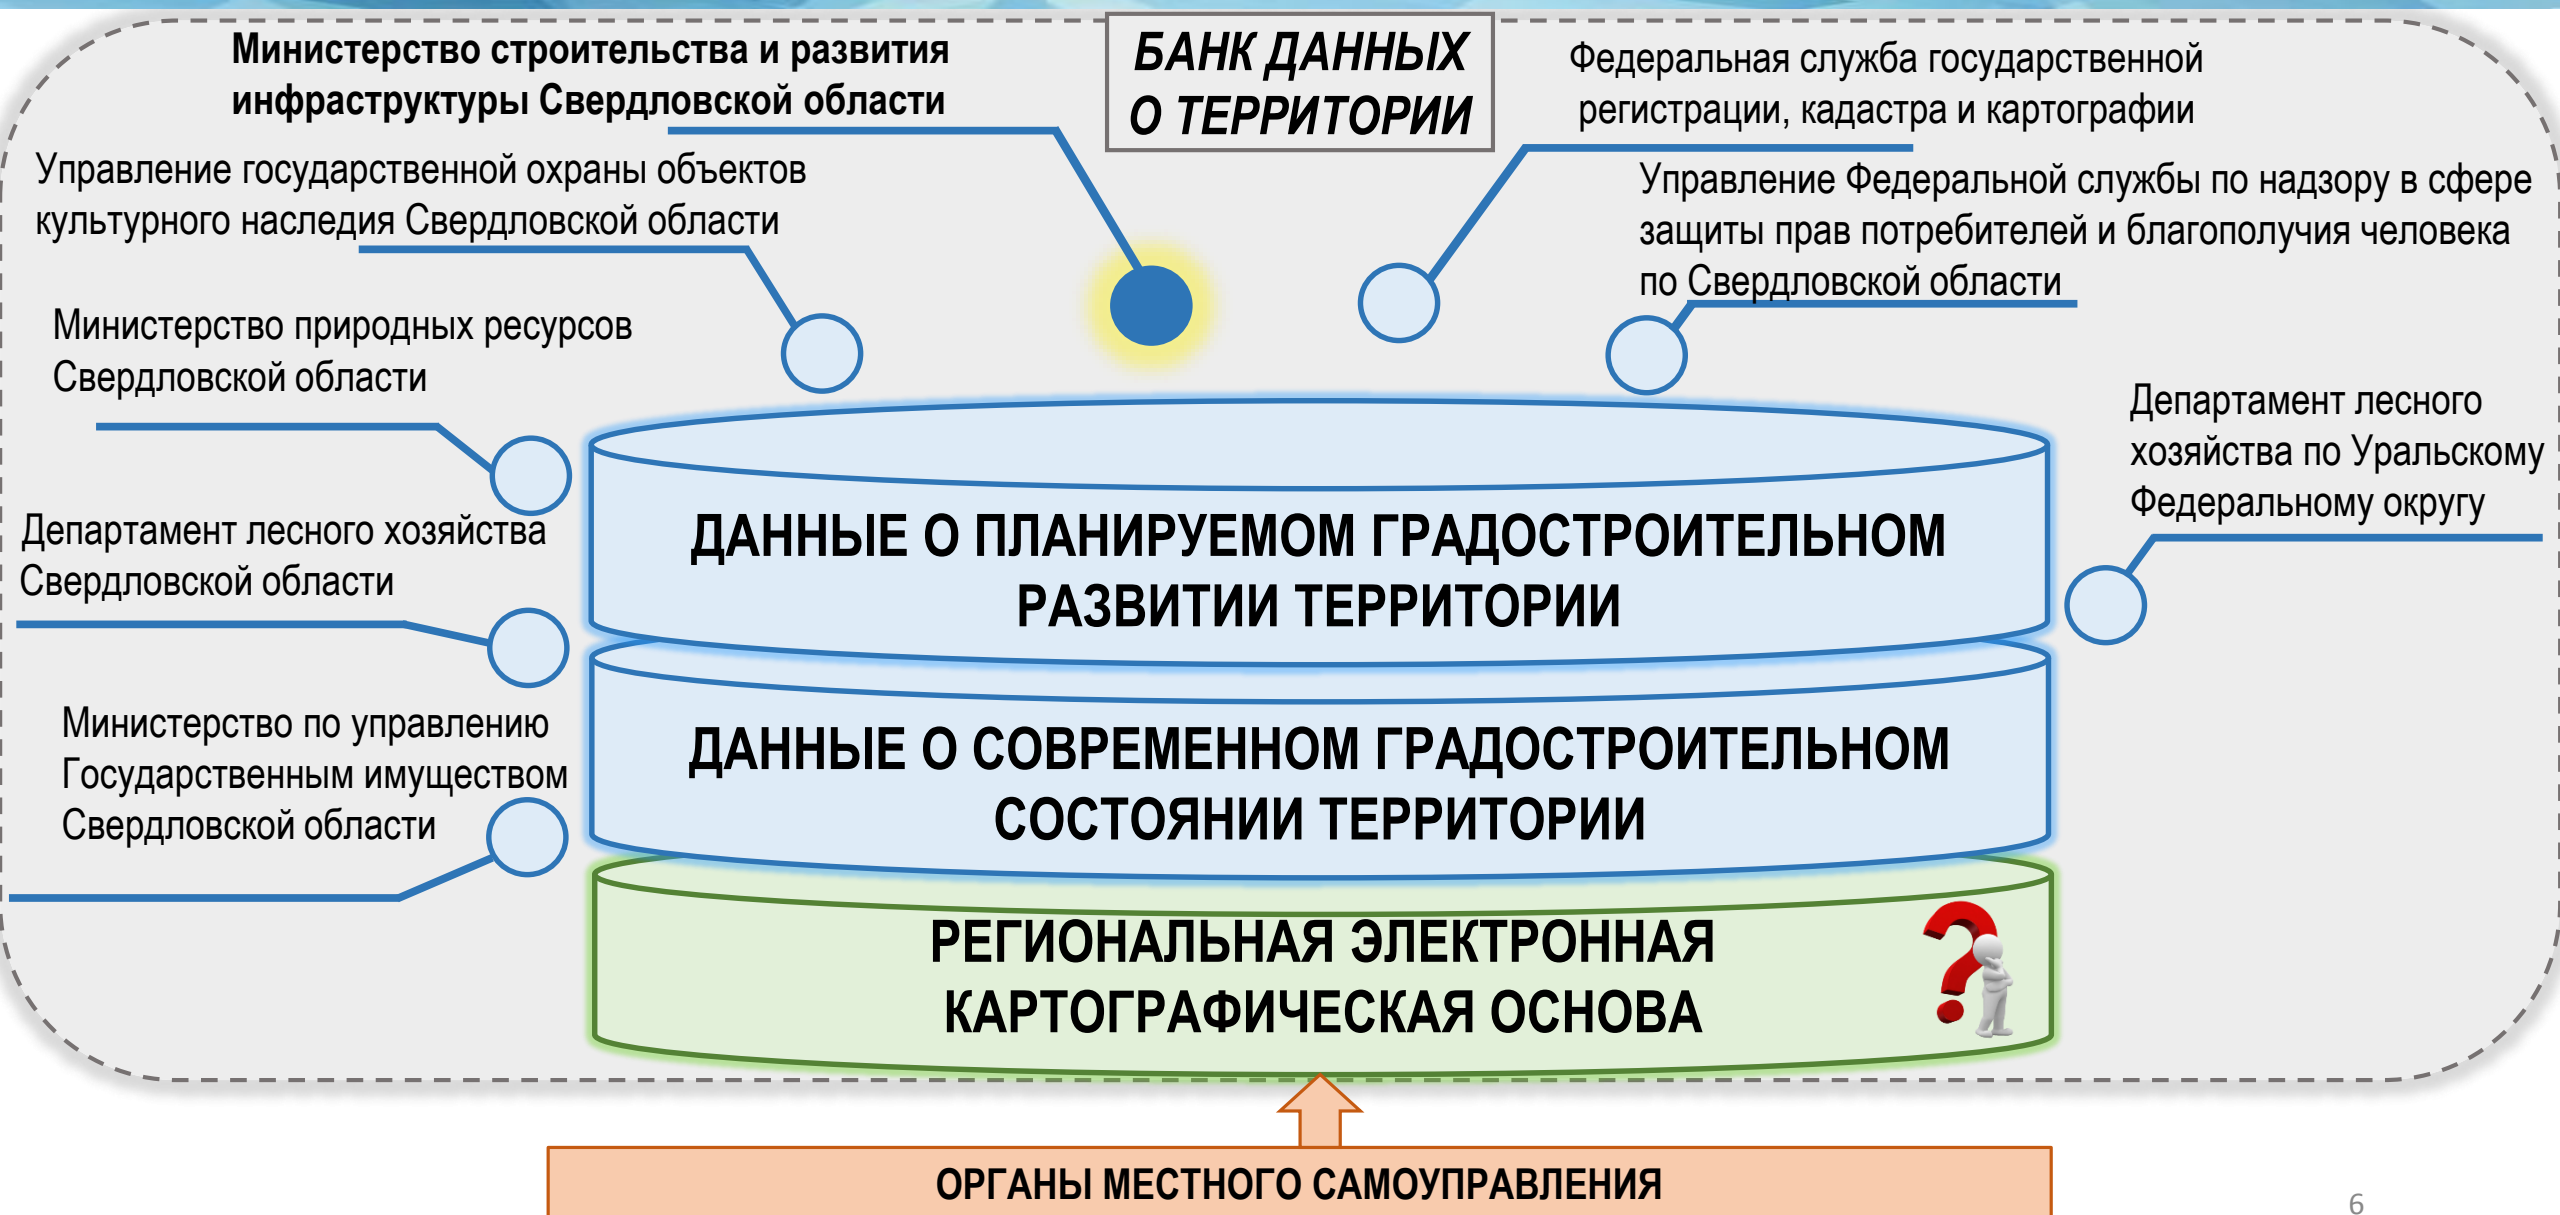 БАНК ДАННЫХ
О ТЕРРИТОРИИ
Министерство строительства и развития
инфраструктуры Свердловской области
Управление государственной охраны объектов
культурного наследия Свердловской области
Министерство природных ресурсов
Свердловской области
Департамент лесного хозяйства
Свердловской области
Министерство по управлению
Государственным имуществом
Свердловской области
Федеральная служба государственной
регистрации, кадастра и картографии
Управление Федеральной службы по надзору в сфере
защиты прав потребителей и благополучия человека
по Свердловской области
Департамент лесного
хозяйства по Уральскому
Федеральному округу
ДАННЫЕ О ПЛАНИРУЕМОМ ГРАДОСТРОИТЕЛЬНОМ
РАЗВИТИИ ТЕРРИТОРИИ
ДАННЫЕ О СОВРЕМЕННОМ ГРАДОСТРОИТЕЛЬНОМ
СОСТОЯНИИ ТЕРРИТОРИИ
РЕГИОНАЛЬНАЯ ЭЛЕКТРОННАЯ
КАРТОГРАФИЧЕСКАЯ ОСНОВА
?
ОРГАНЫ МЕСТНОГО САМОУПРАВЛЕНИЯ
6